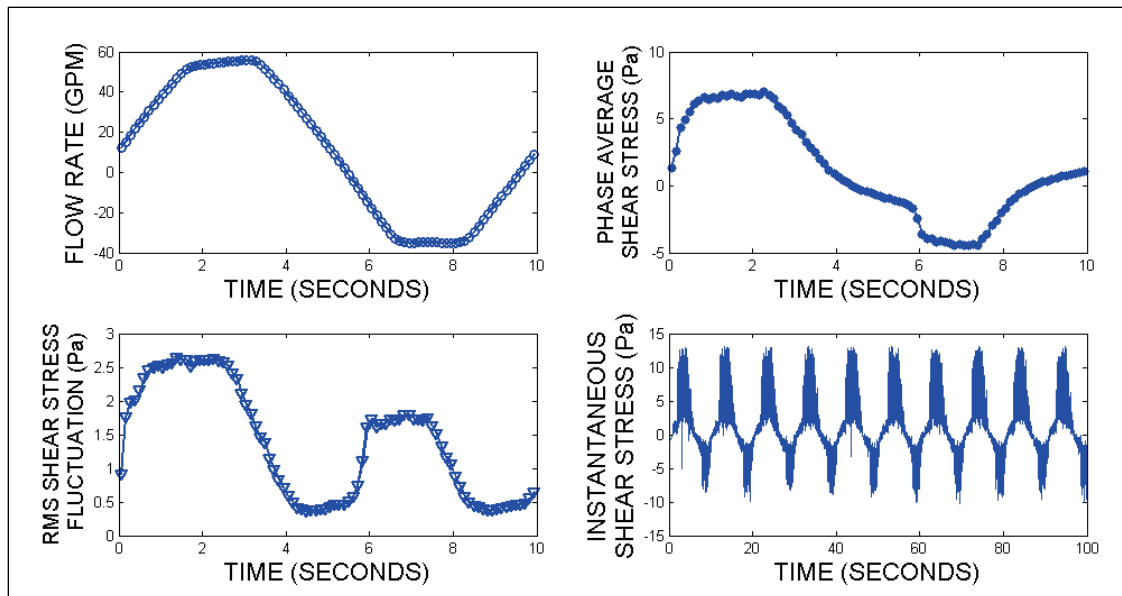 60
40
20
0
-20
-40
FLOW RATE (GPM)
0 2 4 6 8 10
TIME (SECONDS)
10
5
0
-5
PHASE AVERAGE
SHEAR STRESS (Pa)
0 2 4 6 8 10
TIME (SECONDS)
3
2.5
2
1.5
1
0.5
0
RMS SHEAR STRESS
FLUCTUATION (Pa)
0 2 4 6 8 10
TIME (SECONDS)
15
10
5
0
-5
-10
-15
INSTANTANEOUS
SHEAR STRESS (Pa)
0 20 40 60 80 100
TIME (SECONDS)